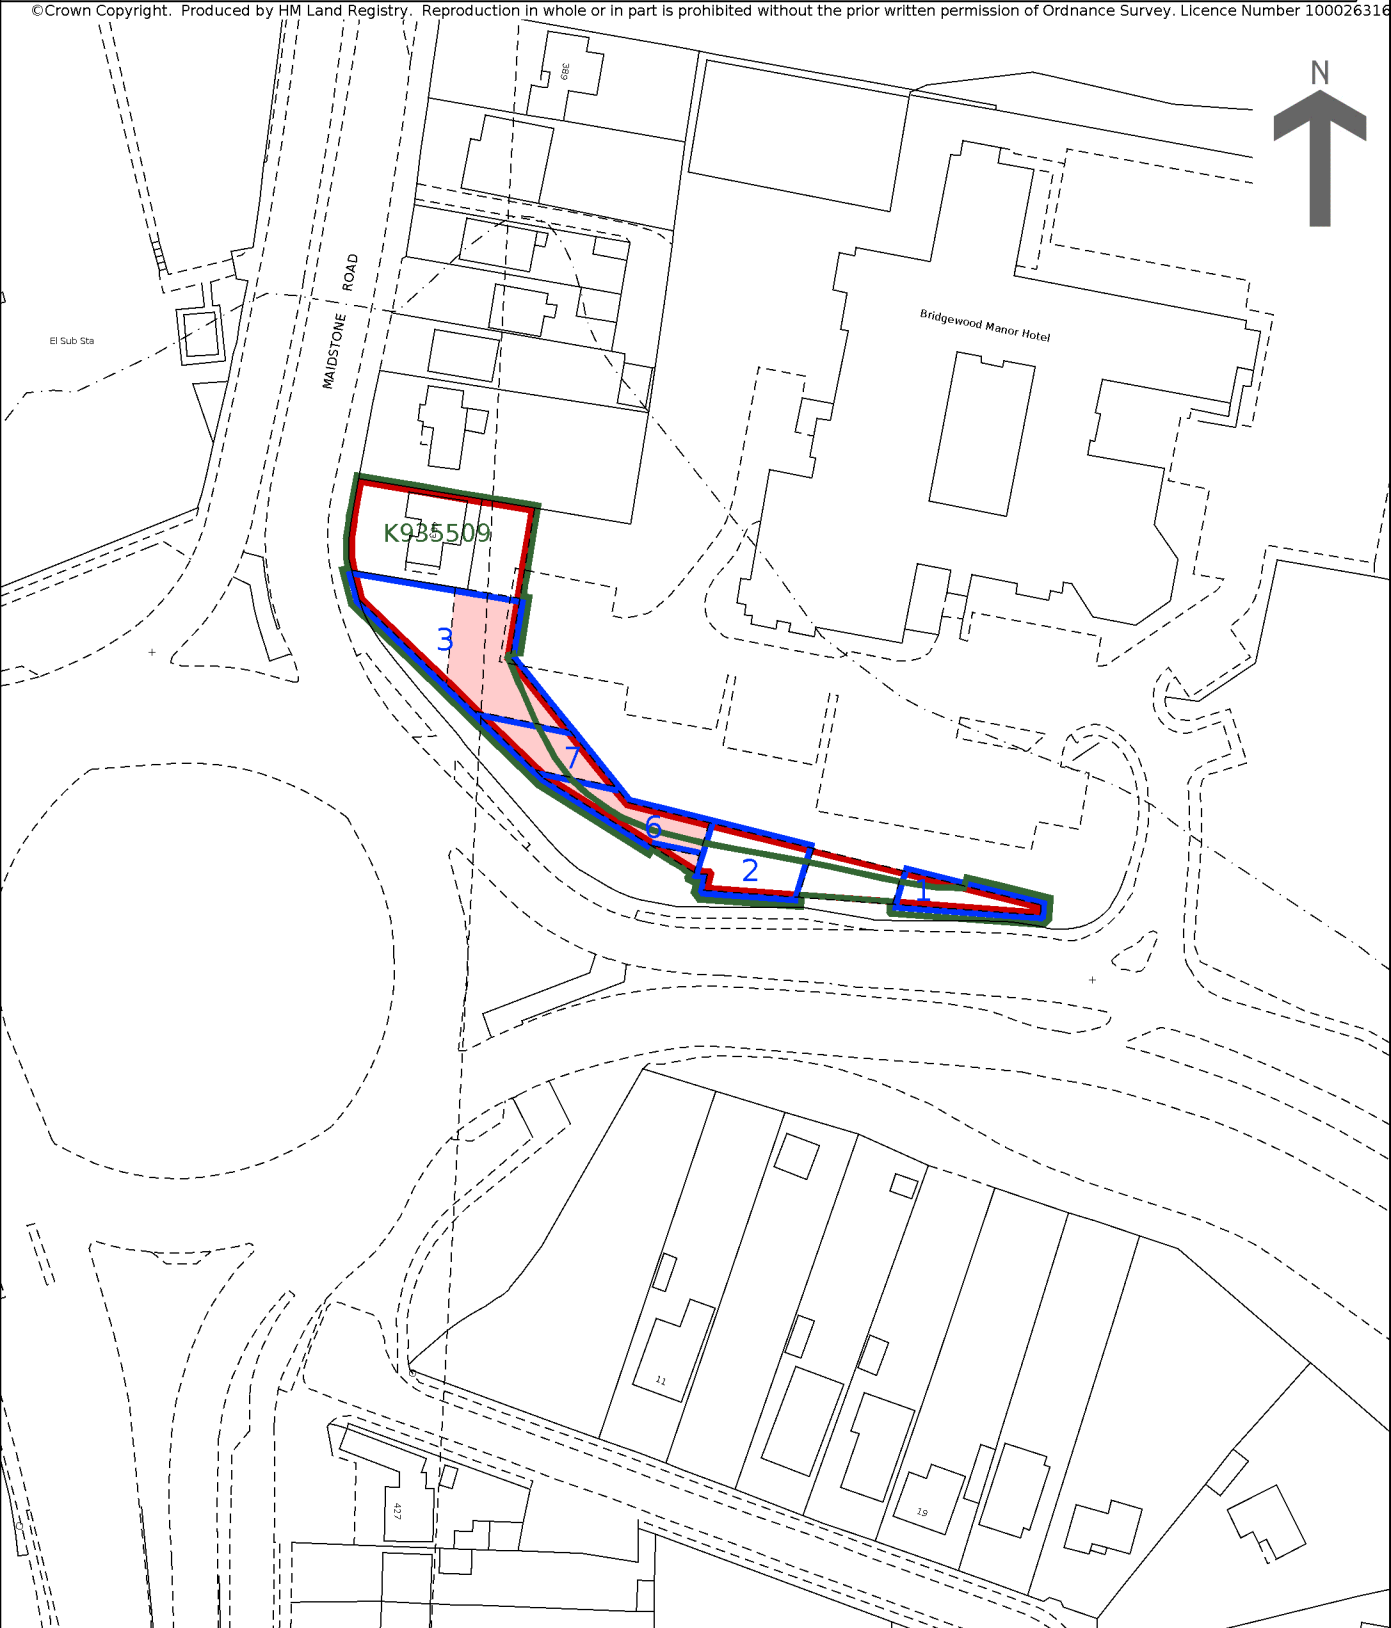 ©Crown Copyright. Produced by HM Land Registry. Reproduction in whole or in part is prohibited without the prior written permission of Ordnance Survey. Licence Number 100026316
N
389
MAIDSTONE ROAD
Bridgewood Manor Hotel
El Sub Sta
K935509
3
7
6
2
1
11
19
427